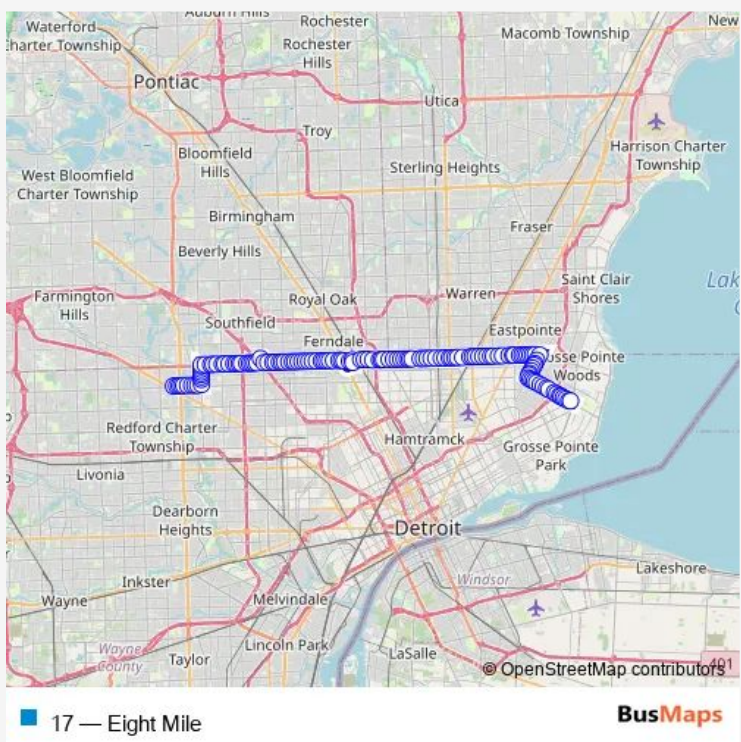 Auburn Hills
Rochester
Waterford
Charter Township
Macomb Township
New
Rochester
Hills
Pontiac
Utica
Troy
Harrison Charter
Township
Bloomfield
Hills
Sterling Heights
West Bloomfield
Charter Township
Birmingham
Fraser
Beverly Hills
Saint Clair
Shores
Lak
Farmington
Hills
Royal Oak
Warren
Southfield
Eastpointe
Ferndale
osse Pointe
Woods
Redford Charter
Township
Hamtramck
Grosse Pointe
Park
Livonia
Dearborn
Heights
Detroit
Inkster
Windsor
Lakeshore
Wayne
Melvindale
Wayne
County
Taylor
Lincoln Park
LaSalle
401
© OpenStreetMap contributors
17 — Eight Mile
BusMaps